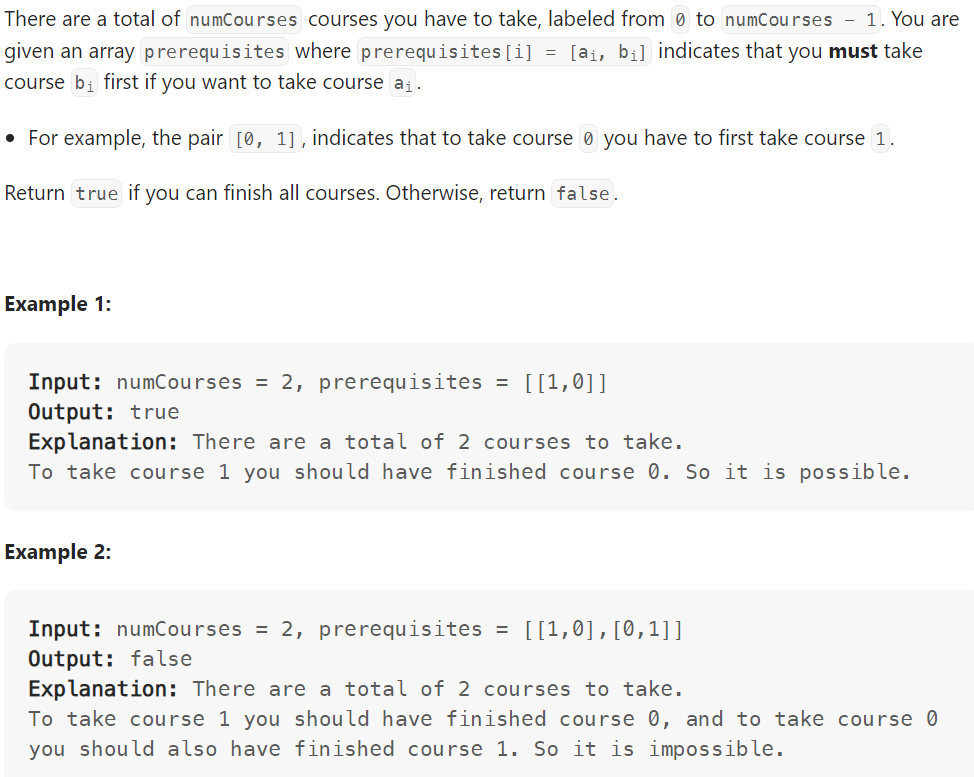 There are a total of numCourses courses you have to take, labeled from 0 to numCourses - 1. You are
given an array prerequisites where prerequisites[i] = [aᵢ, bᵢ] indicates that you must take
course bᵢ first if you want to take course aᵢ.
• For example, the pair [0, 1], indicates that to take course 0 you have to first take course 1.
Return true if you can finish all courses. Otherwise, return false.
Example 1:
Input: numCourses = 2, prerequisites = [[1,0]]
Output: true
Explanation: There are a total of 2 courses to take.
To take course 1 you should have finished course 0. So it is possible.
Example 2:
Input: numCourses = 2, prerequisites = [[1,0],[0,1]]
Output: false
Explanation: There are a total of 2 courses to take.
To take course 1 you should have finished course 0, and to take course 0
you should also have finished course 1. So it is impossible.